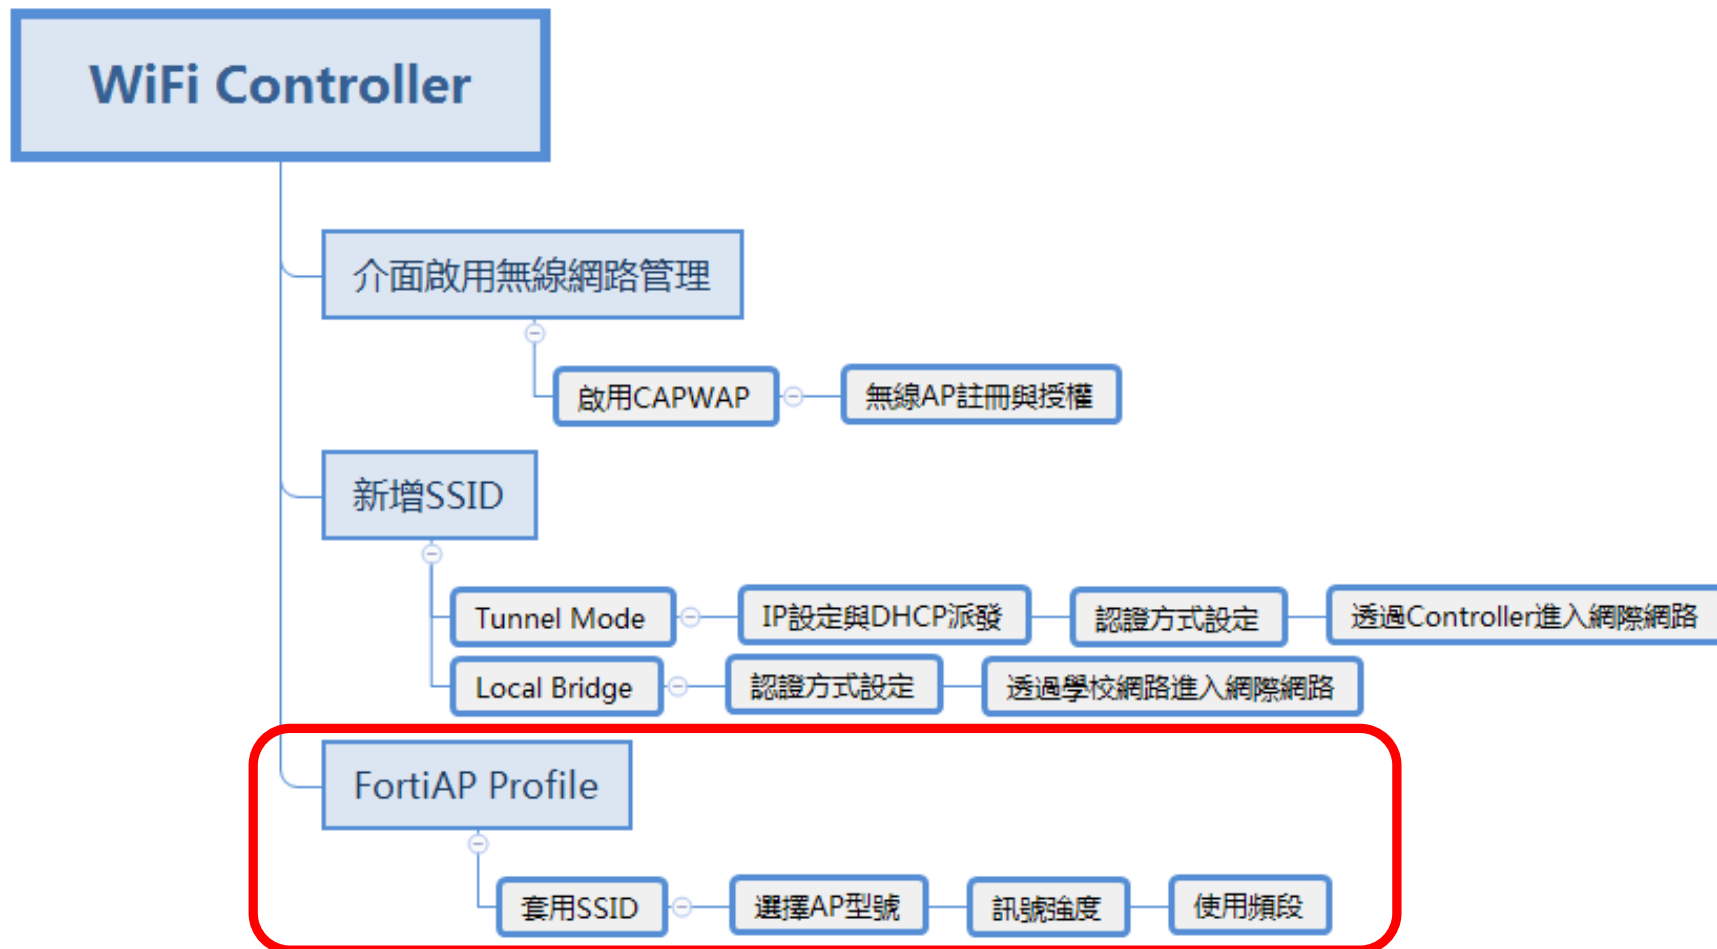 WiFi Controller
介面啟用無線網路管理
啟用CAPWAP
無線AP註冊與授權
新增SSID
Tunnel Mode
IP設定與DHCP派發
認證方式設定
透過Controller進入網際網路
Local Bridge
認證方式設定
透過學校網路進入網際網路
FortiAP Profile
套用SSID
選擇AP型號
訊號強度
使用頻段